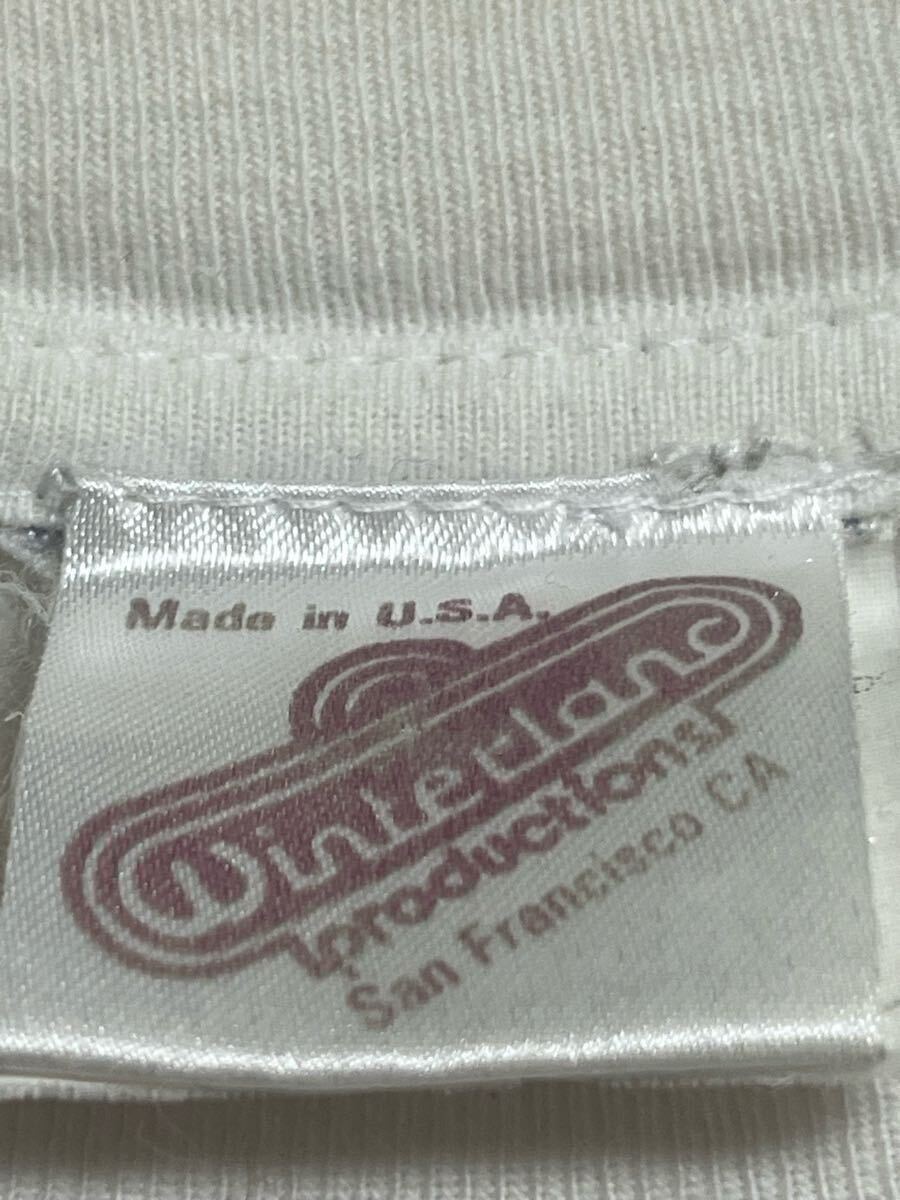 Made in U.S.A.
Winterland
productions
San Francisco CA